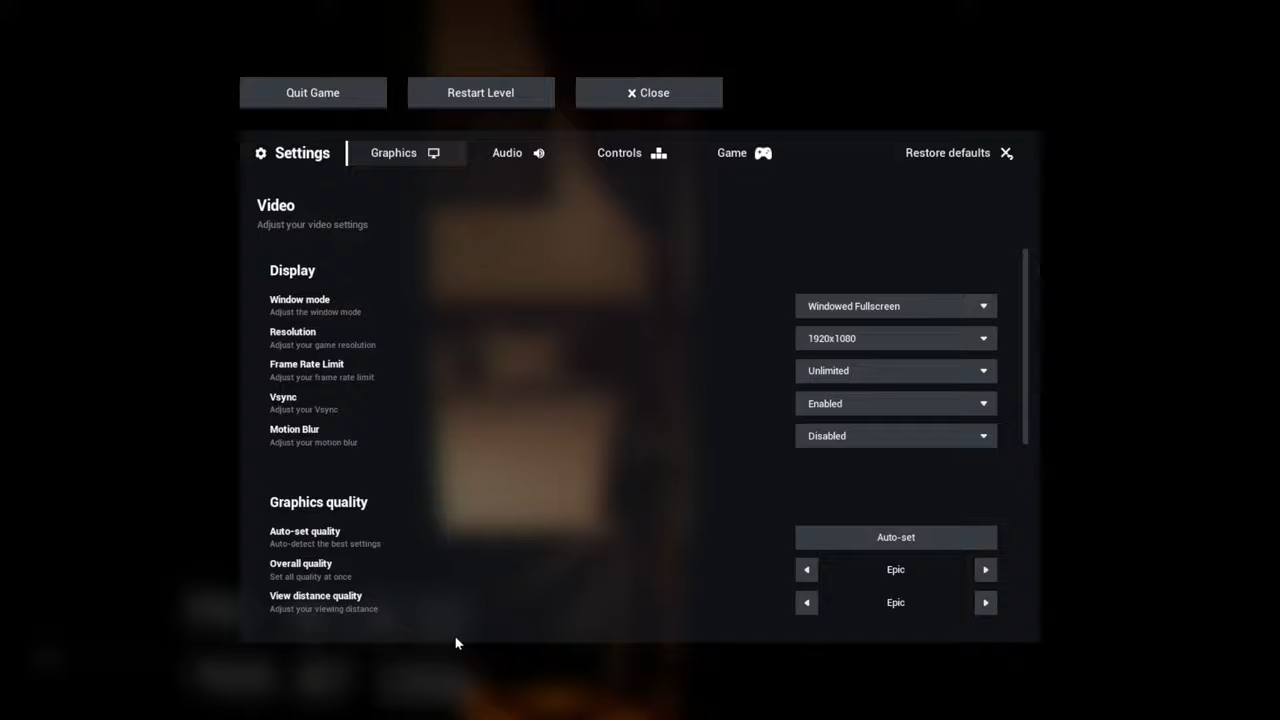 Quit Game
Restart Level
Close
Settings
Graphics
Audio
Controls
Game
Restore defaults
Video
Adjust your video settings
Display
Window mode
Adjust the window mode
Windowed Fullscreen
Resolution
Adjust your game resolution
1920x1080
Frame Rate Limit
Adjust your frame rate limit
Unlimited
Vsync
Adjust your Vsync
Enabled
Motion Blur
Adjust your motion blur
Disabled
Graphics quality
Auto-set quality
Auto-detect the best settings
Auto-set
Overall quality
Set all quality at once
Epic
View distance quality
Adjust your viewing distance
Epic